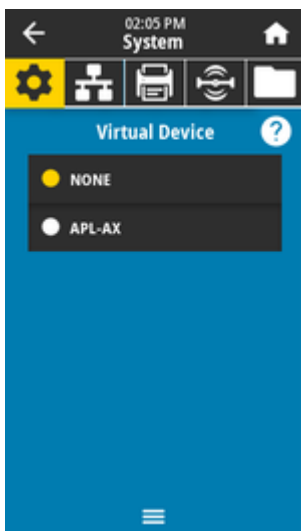 02:05 PM
System
Virtual Device
?
NONE
APL-AX